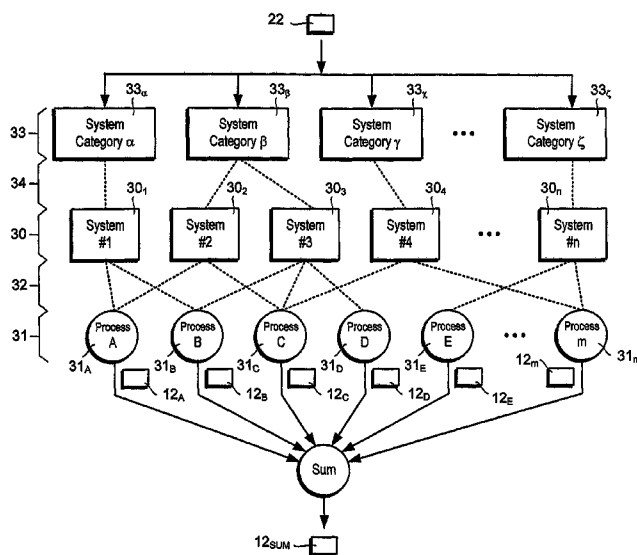 22
33α 33β 33χ 33ζ
33
System Category α
System Category β
System Category γ
System Category ζ
34
30₁ 30₂ 30₃ 30₄ 30ₙ
30
System #1
System #2
System #3
System #4
System #n
32
31
Process A
Process B
Process C
Process D
Process E
Process m
31A 31B 31C 31D 31E 31m
12A 12B 12C 12D 12E 12m
Sum
12SUM